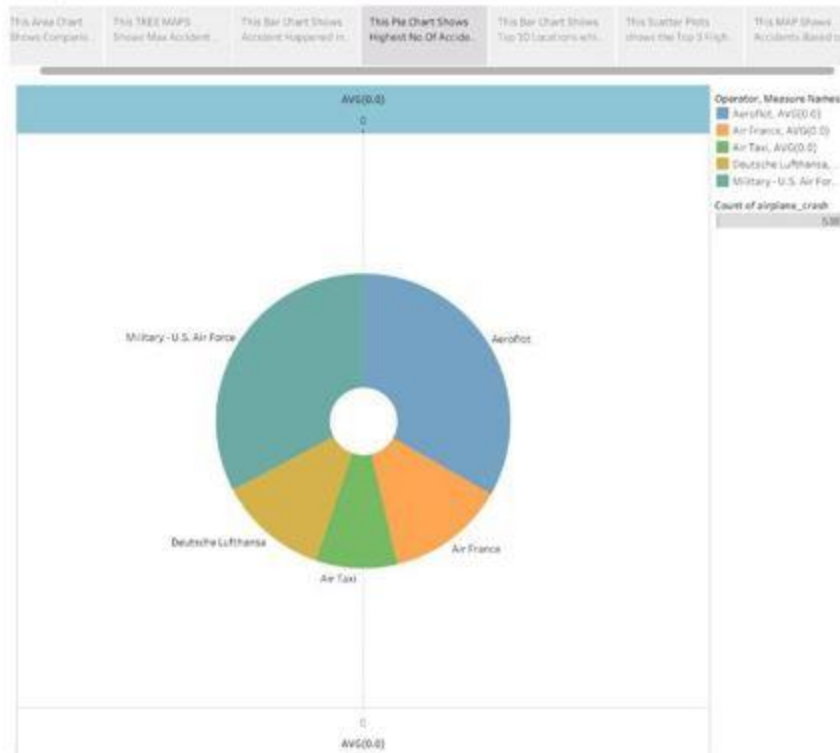 This Area Chart
Shows Comparis..
This TREE MAPS
Shows Max Accident ..
This Bar Chart Shows
Accident Happened in..
This Pie Chart Shows
Highest No Of Accide..
This Bar Chart Shows
Top 10 Locations whi..
This Scatter Plots
shows the Top 5 High..
This MAP Shows
Accidents Based o
AVG(0.0)
0
Operator, Measure Names
Aeroflot, AVG(0.0)
Air France, AVG(0.0)
Air Taxi, AVG(0.0)
Deutsche Lufthansa, ..
Military - U.S. Air For..
Count of airplane_crash
538
Military - U.S. Air Force
Aeroflot
Deutsche Lufthansa
Air France
Air Taxi
0
AVG(0.0)